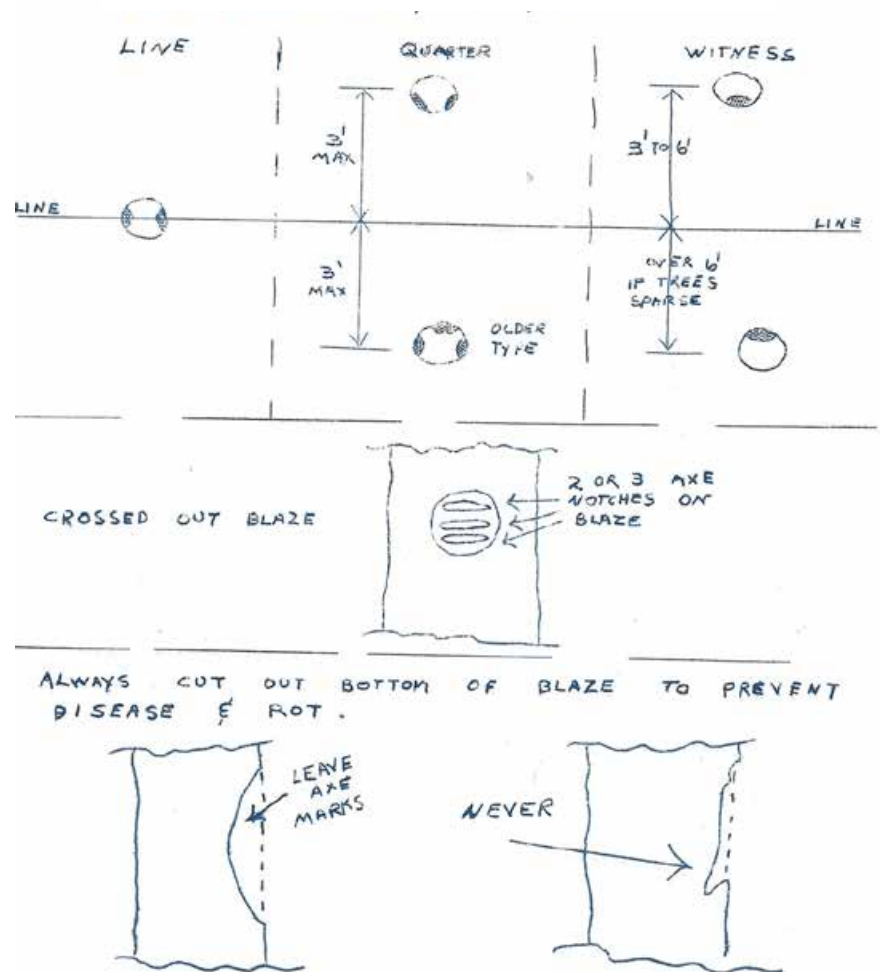 LINE
QUARTER
WITNESS
3'
MAX
3' TO 6'
LINE
LINE
3'
MAX
OVER 6'
IF TREES
SPARSE
OLDER
TYPE
CROSSED OUT BLAZE
2 OR 3 AXE
NOTCHES ON
BLAZE
ALWAYS CUT OUT BOTTOM OF BLAZE TO PREVENT
DISEASE & ROT.
LEAVE
AXE
MARKS
NEVER